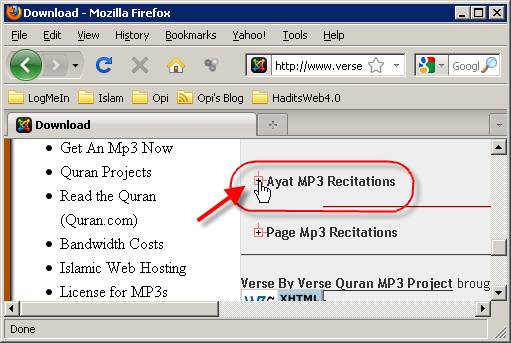 Download - Mozilla Firefox
File Edit View History Bookmarks Yahoo! Tools Help
http://www.verse Googl
LogMeIn Islam Opi Opi's Blog HaditsWeb4.0
Download
Get An Mp3 Now
Quran Projects
Read the Quran
(Quran.com)
Bandwidth Costs
Islamic Web Hosting
License for MP3s
Ayat MP3 Recitations
Page Mp3 Recitations
Verse By Verse Quran MP3 Project broug
W3C XHTML
Done